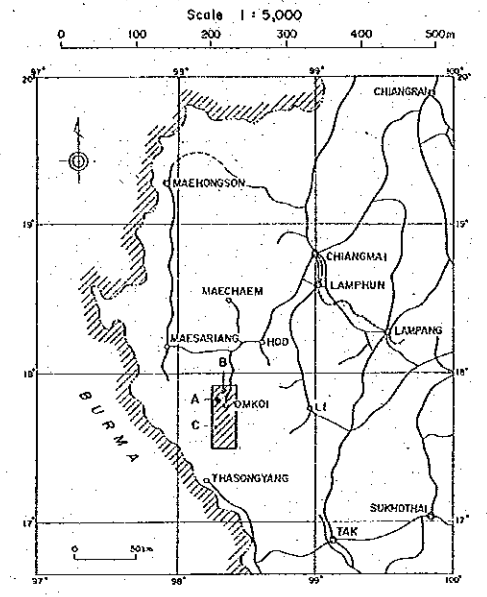 Scale 1 : 5,000
0 100 200 300 400 500m
97° 98° 99° 100°
20° 20°
CHIANGRAI
MAEHONGSON
19° 19°
CHIANGMAI
MAECHAEM
LAMPHUN
MAESARIANG HOD LAMPANG
18° 18°
B
A OMKOI
C
LI
BURMA
THASONGYANG
SUKHOTHAI
17° 17°
TAK
0 50km
97° 98° 99° 100°